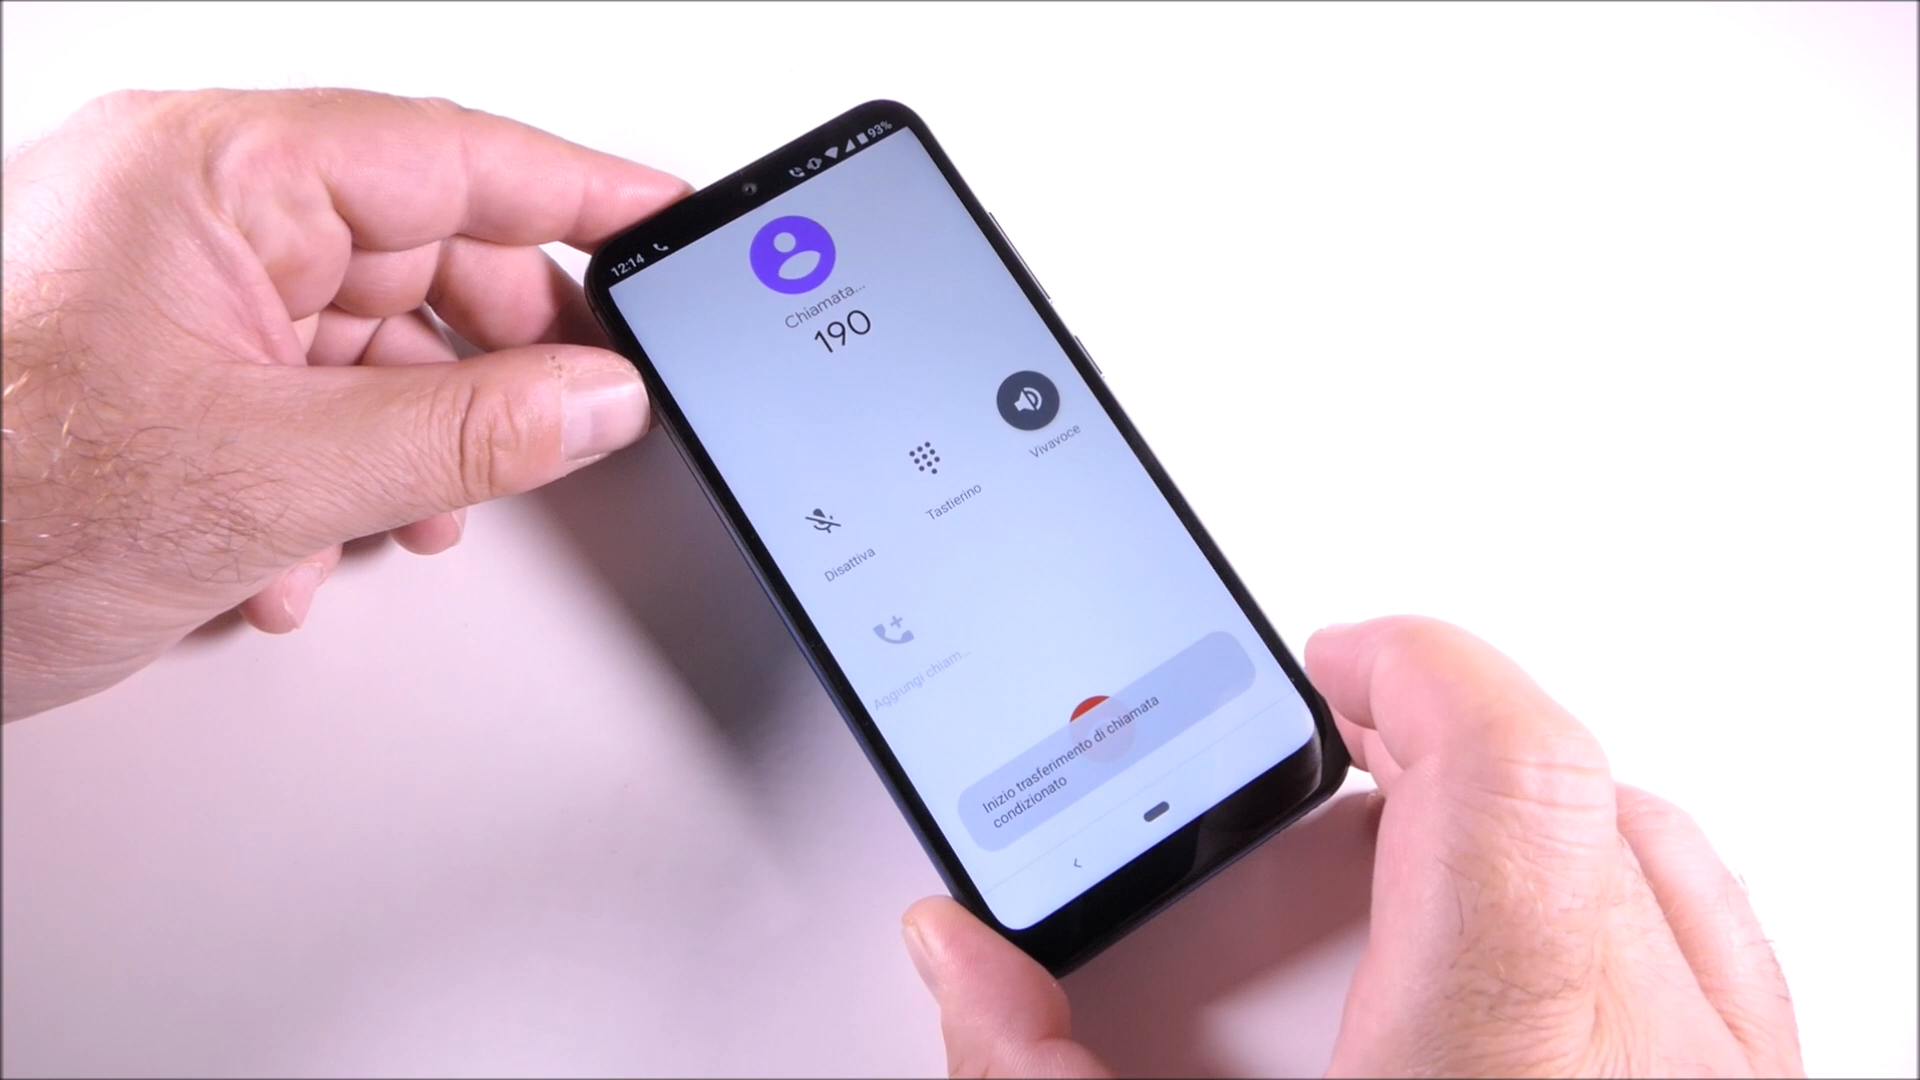 12:14
93%
Chiamata...
190
Vivavoce
Tastierino
Disattiva
Aggiungi chiam...
Inizio trasferimento di chiamata
condizionato